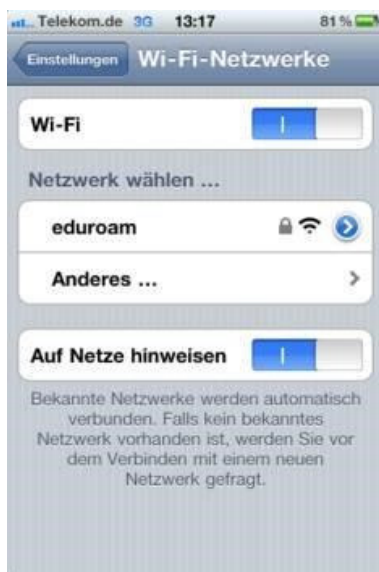 Telekom.de 3G 13:17 81 %
Einstellungen Wi-Fi-Netzwerke
Wi-Fi
Netzwerk wählen ...
eduroam
Anderes ...
Auf Netze hinweisen
Bekannte Netzwerke werden automatisch
verbunden. Falls kein bekanntes
Netzwerk vorhanden ist, werden Sie vor
dem Verbinden mit einem neuen
Netzwerk gefragt.